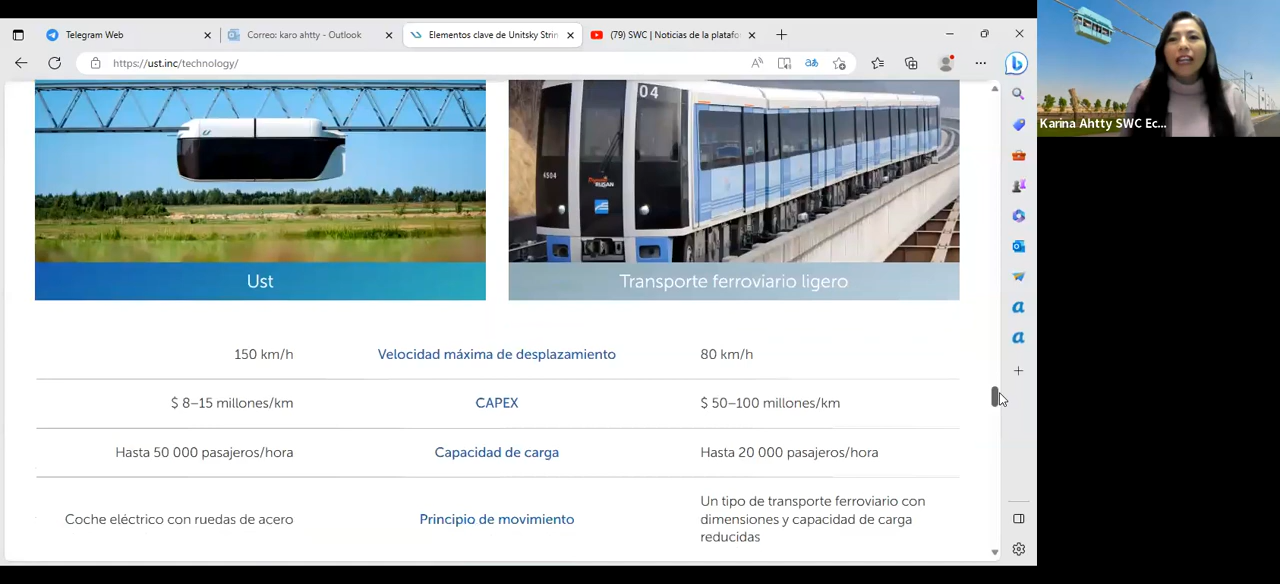 Telegram Web
Correo: karo ahtty - Outlook
Elementos clave de Unitsky Strin
(79) SWC | Noticias de la platafo
https://ust.inc/technology/
Karina Ahtty SWC Ec...
04
4504
Ust
Transporte ferroviario ligero
150 km/h
Velocidad máxima de desplazamiento
80 km/h
$ 8–15 millones/km
CAPEX
$ 50–100 millones/km
Hasta 50 000 pasajeros/hora
Capacidad de carga
Hasta 20 000 pasajeros/hora
Coche eléctrico con ruedas de acero
Principio de movimiento
Un tipo de transporte ferroviario con
dimensiones y capacidad de carga
reducidas